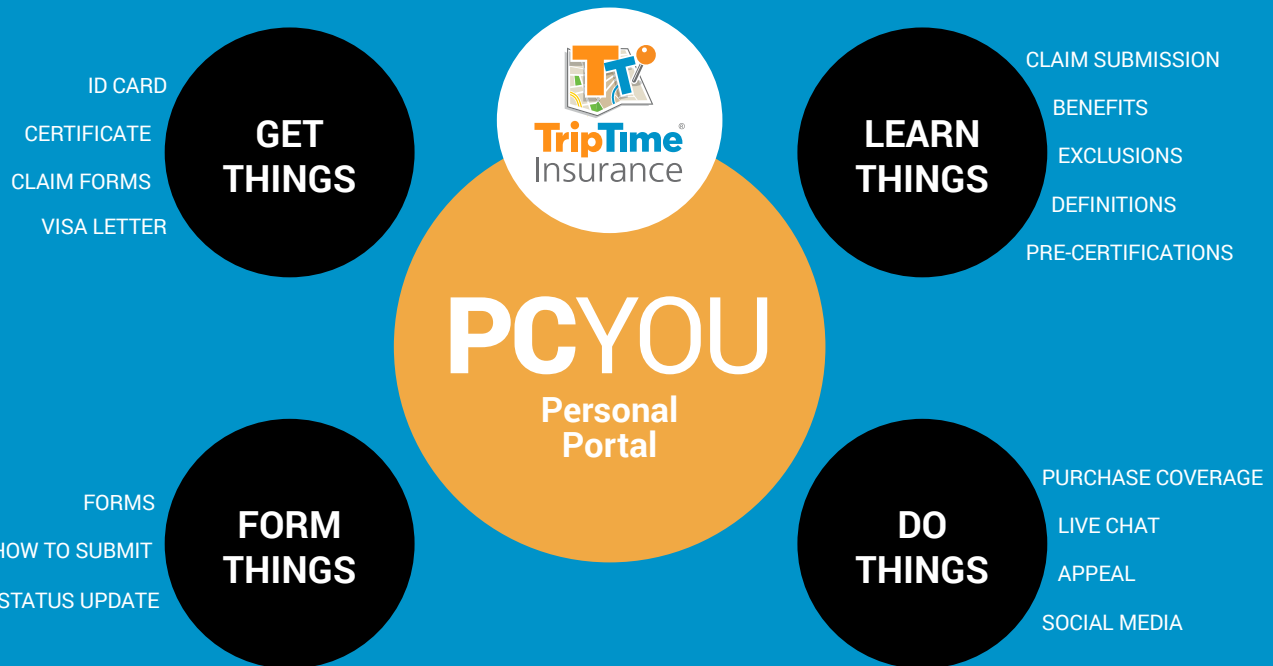 ID CARD
CERTIFICATE
CLAIM FORMS
VISA LETTER
GET
THINGS
TT
TripTime®
Insurance
LEARN
THINGS
CLAIM SUBMISSION
BENEFITS
EXCLUSIONS
DEFINITIONS
PRE-CERTIFICATIONS
PCYOU
Personal
Portal
FORMS
HOW TO SUBMIT
STATUS UPDATE
FORM
THINGS
DO
THINGS
PURCHASE COVERAGE
LIVE CHAT
APPEAL
SOCIAL MEDIA